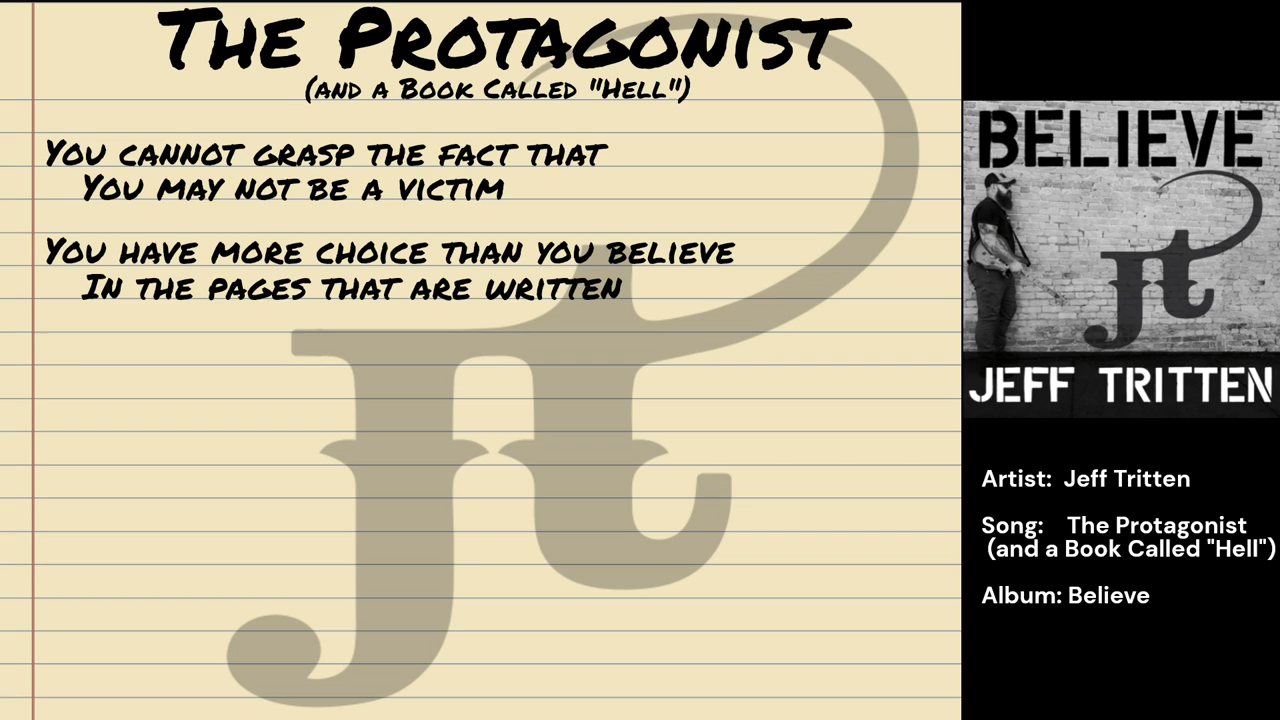 The Protagonist
(and a Book Called "Hell")
You cannot grasp the fact that
You may not be a victim
You have more choice than you believe
In the pages that are written
BELIEVE
jt
JEFF TRITTEN
Artist: Jeff Tritten
Song: The Protagonist
(and a Book Called "Hell")
Album: Believe